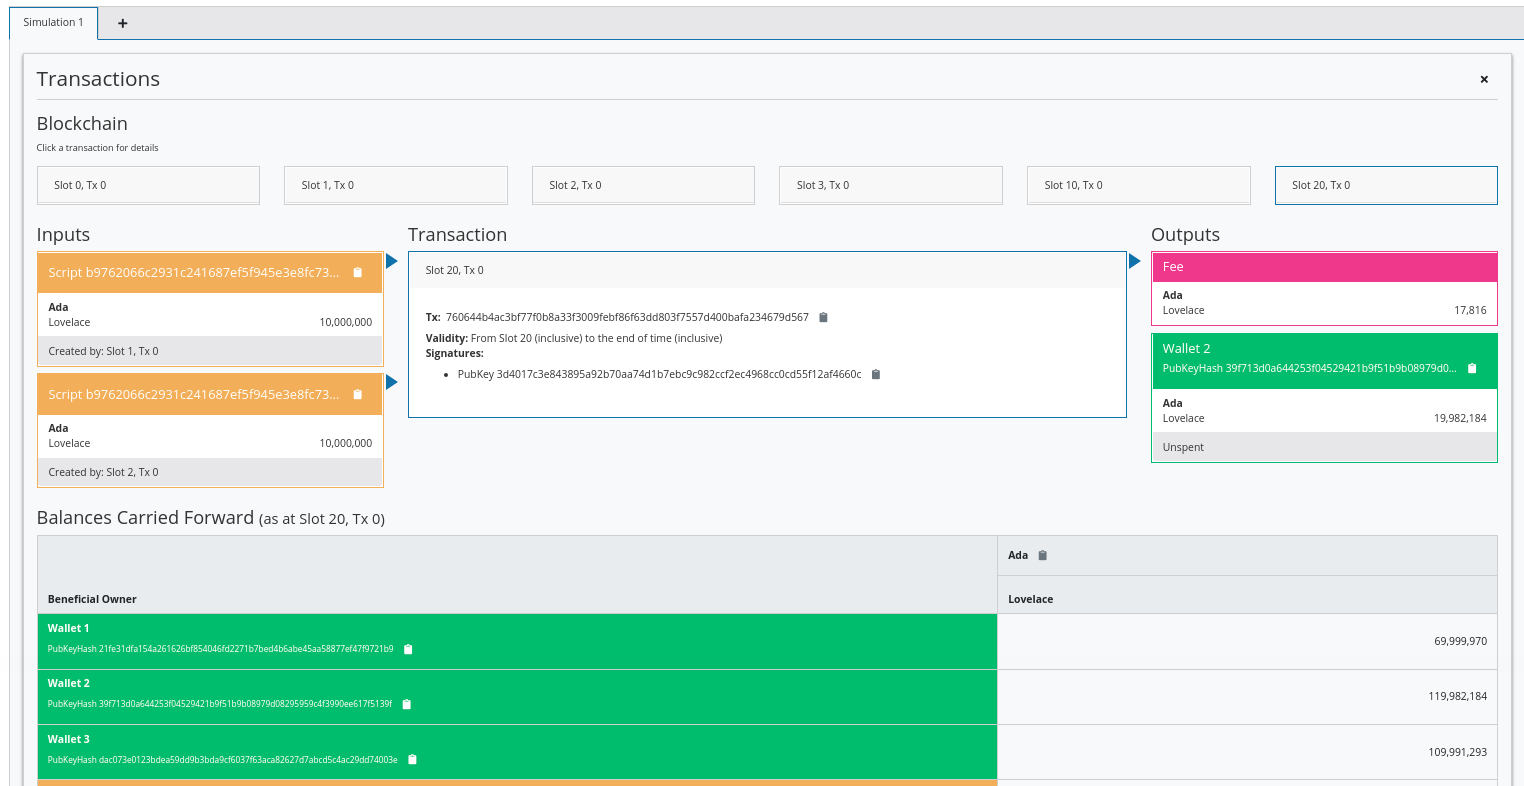 Simulation 1 +
Transactions
×
Blockchain
Click a transaction for details
Slot 0, Tx 0
Slot 1, Tx 0
Slot 2, Tx 0
Slot 3, Tx 0
Slot 10, Tx 0
Slot 20, Tx 0
Inputs
Script b9762066c2931c241687ef5f945e3e8fc73...
Ada
Lovelace 10,000,000
Created by: Slot 1, Tx 0
Script b9762066c2931c241687ef5f945e3e8fc73...
Ada
Lovelace 10,000,000
Created by: Slot 2, Tx 0
Transaction
Slot 20, Tx 0
Tx: 760644b4ac3bf77f0b8a33f3009febf86f63dd803f7557d400bafa234679d567
Validity: From Slot 20 (inclusive) to the end of time (inclusive)
Signatures:
• PubKey 3d4017c3e843895a92b70aa74d1b7ebc9c982ccf2ec4968cc0cd55f12af4660c
Outputs
Fee
Ada
Lovelace 17,816
Wallet 2
PubKeyHash 39f713d0a644253f04529421b9f51b9b08979d0...
Ada
Lovelace 19,982,184
Unspent
Balances Carried Forward (as at Slot 20, Tx 0)
Ada
Beneficial Owner Lovelace
Wallet 1
PubKeyHash 21fe31dfa154a261626bf854046fd2271b7bed4b6abe45aa58877ef47f9721b9
69,999,970
Wallet 2
PubKeyHash 39f713d0a644253f04529421b9f51b9b08979d08295959c4f3990ee617f5139f
119,982,184
Wallet 3
PubKeyHash dac073e0123bdea59dd9b3bda9cf6037f63aca82627d7abcd5c4ac29dd74003e
109,991,293